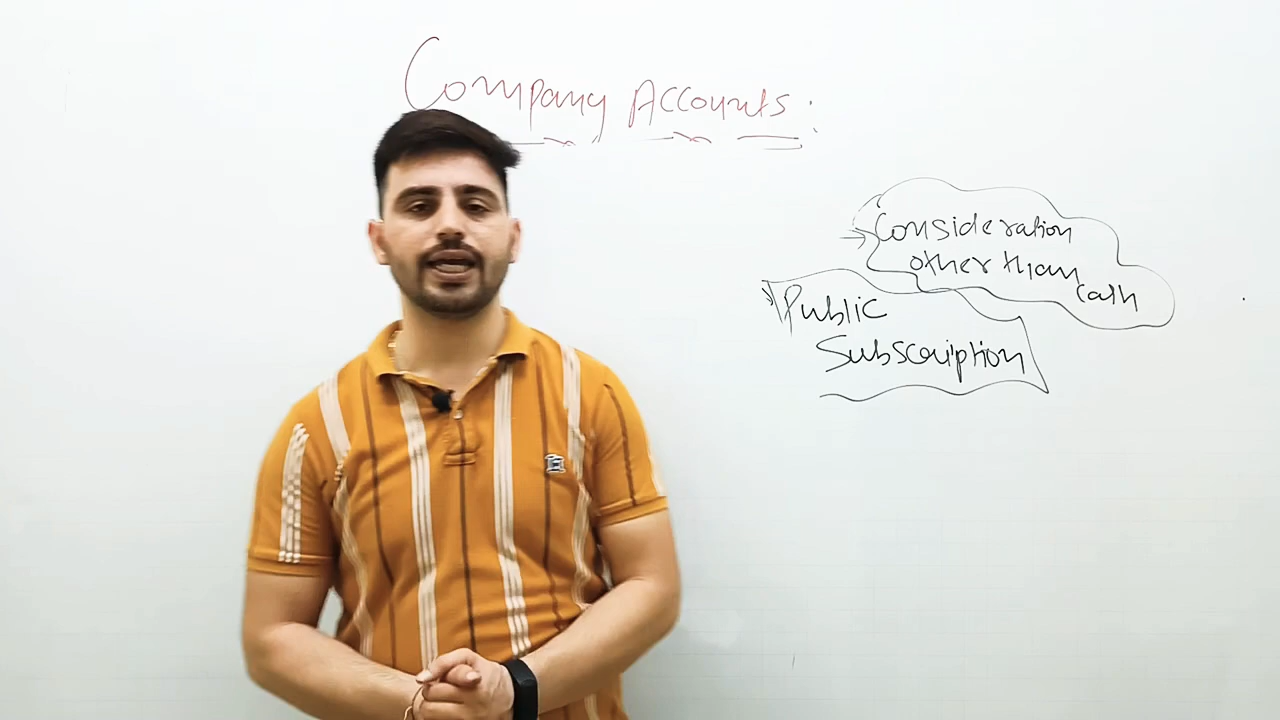 Company Accounts:
Consideration
other than
cash
Public
Subscription